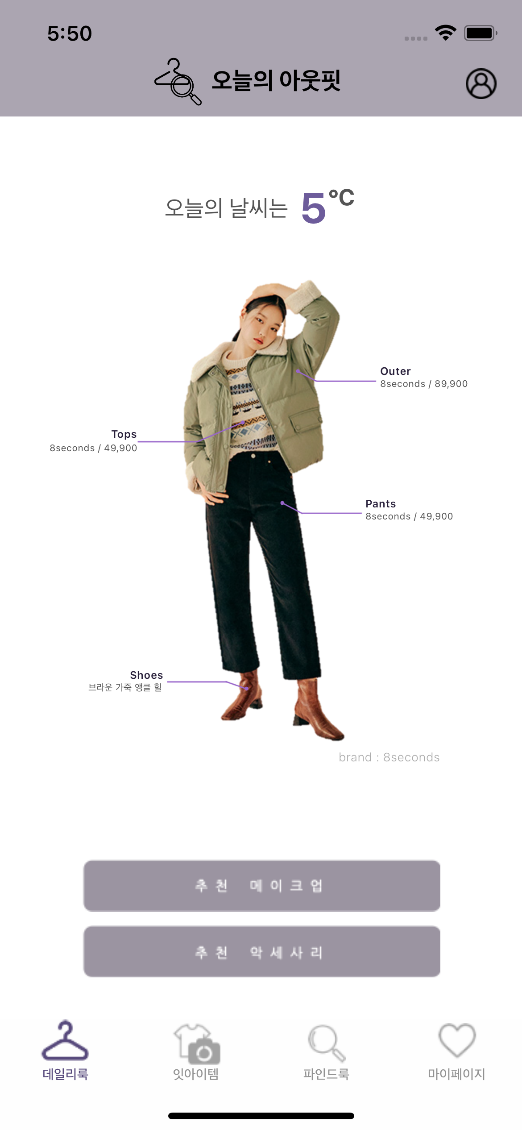 5:50
오늘의 아웃핏
오늘의 날씨는 5°C
Outer
8seconds / 89,900
Tops
8seconds / 49,900
Pants
8seconds / 49,900
Shoes
브라운 가죽 앵클 힐
brand : 8seconds
추천 메이크업
추천 악세사리
데일리룩 잇아이템 파인드룩 마이페이지